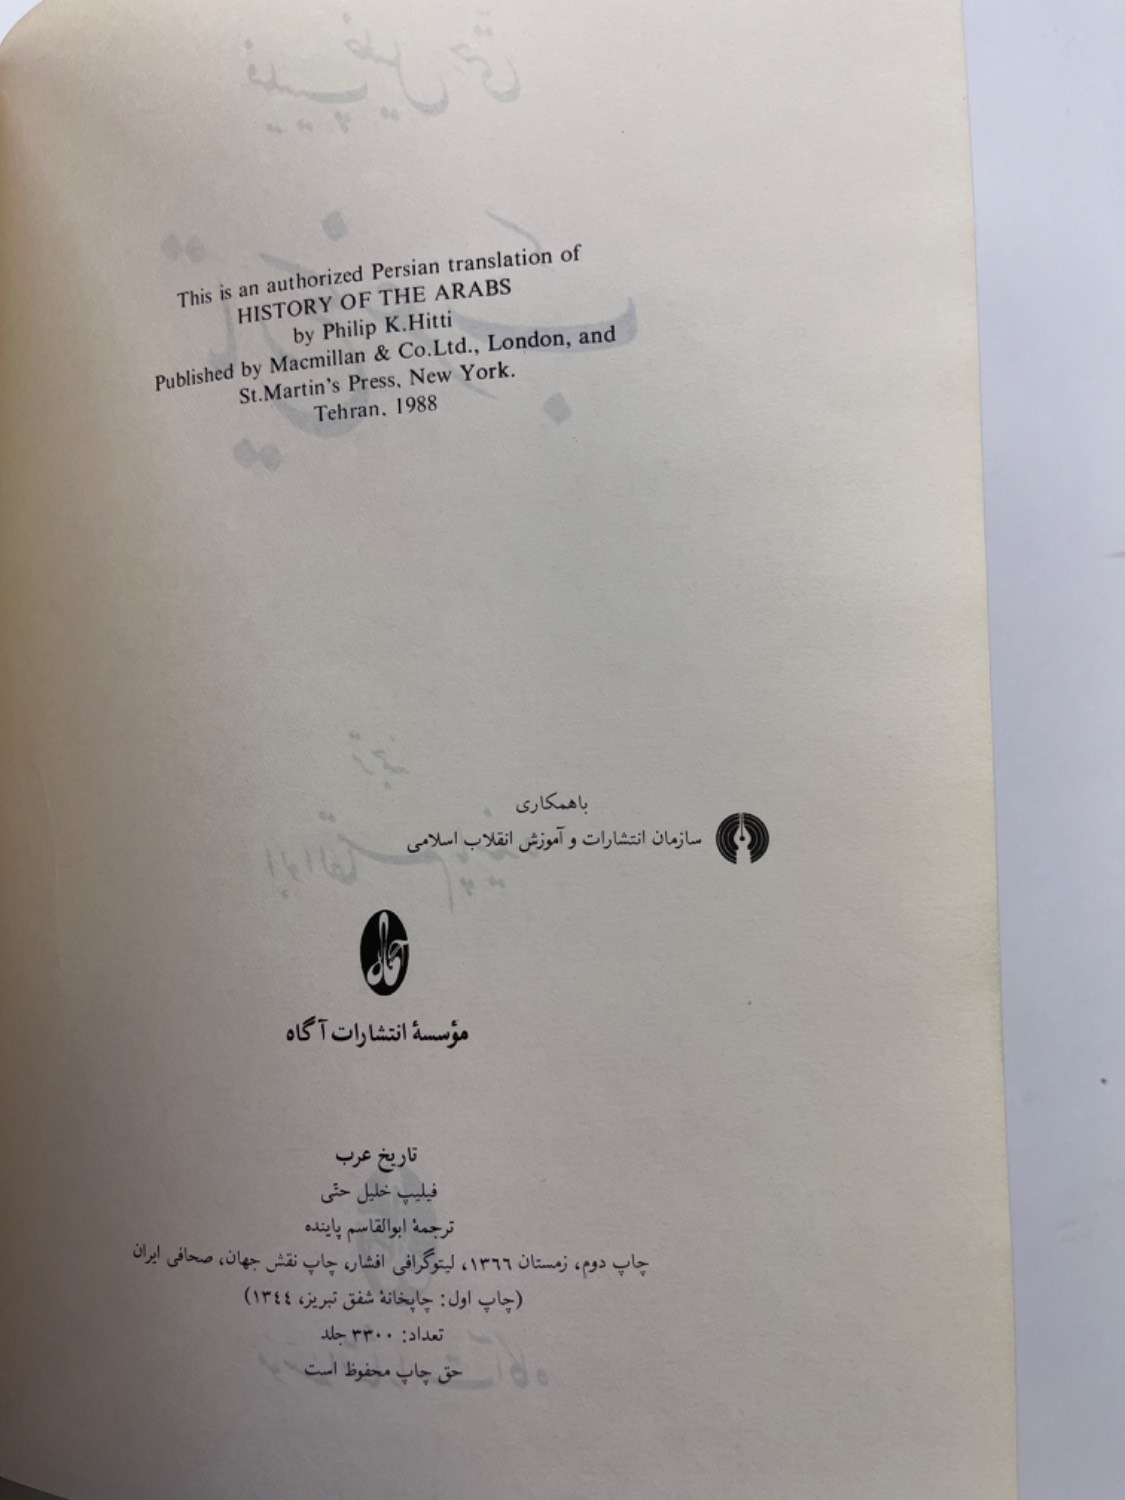 This is an authorized Persian translation of
HISTORY OF THE ARABS
by Philip K.Hitti
Published by Macmillan & Co.Ltd., London, and
St.Martin's Press, New York.
Tehran, 1988
باهمکاری
سازمان انتشارات و آموزش انقلاب اسلامی
آگاه
مؤسسهٔ انتشارات آگاه
تاریخ عرب
فیلیپ خلیل حتّی
ترجمهٔ ابوالقاسم پاینده
چاپ دوم، زمستان ۱۳۶۶، لیتوگرافی افشار، چاپ نقش جهان، صحافی ایران
(چاپ اول: چاپخانهٔ شفق تبریز، ۱۳۴۴)
تعداد: ۳۳۰۰ جلد
حق چاپ محفوظ است